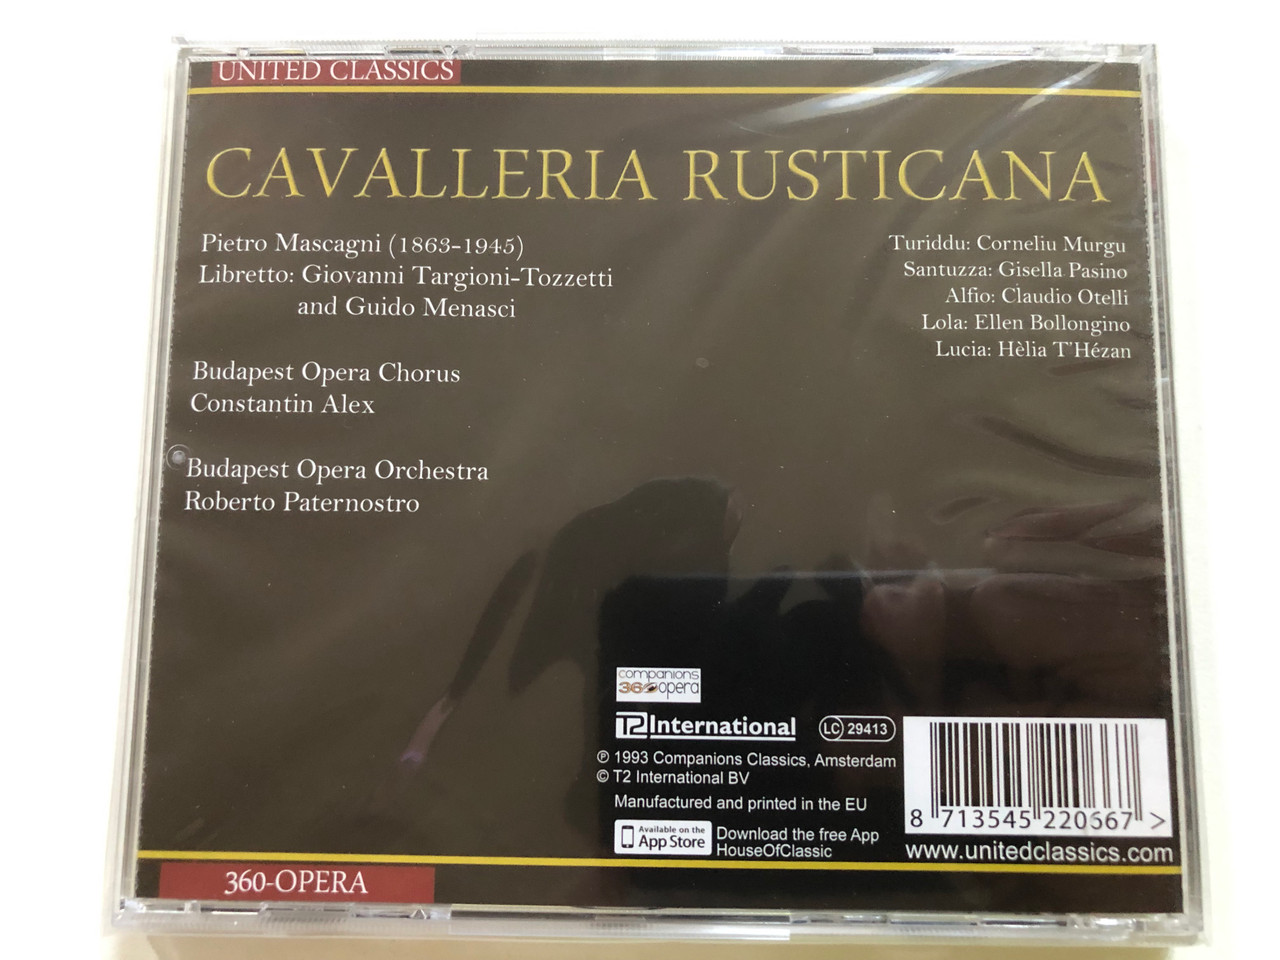 UNITED CLASSICS
CAVALLERIA RUSTICANA
Pietro Mascagni (1863-1945)
Libretto: Giovanni Targioni-Tozzetti
and Guido Menasci
Budapest Opera Chorus
Constantin Alex
Budapest Opera Orchestra
Roberto Paternostro
Turiddu: Corneliu Murgu
Santuzza: Gisella Pasino
Alfio: Claudio Otelli
Lola: Ellen Bollongino
Lucia: Hèlia T'Hézan
companions
360opera
T2 International
LC 29413
℗ 1993 Companions Classics, Amsterdam
© T2 International BV
Manufactured and printed in the EU
Available on the
App Store
Download the free App
HouseOfClassic
8 713545 220667 >
www.unitedclassics.com
360-OPERA